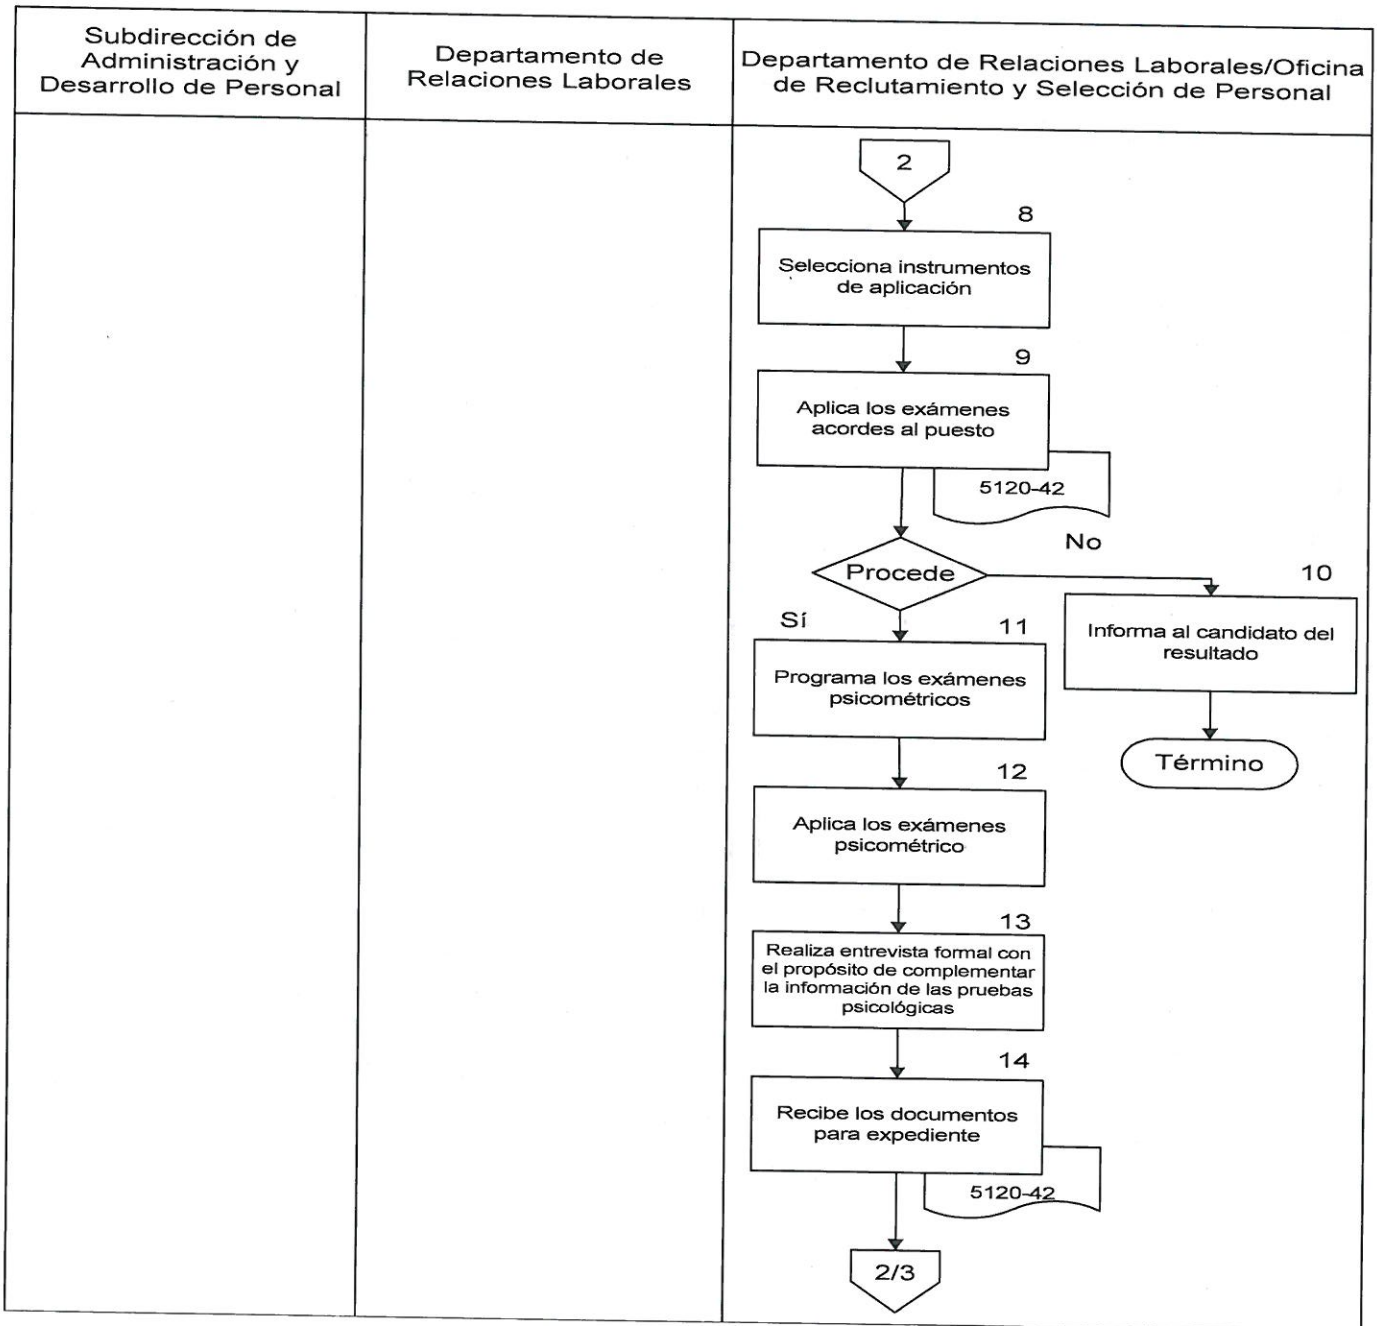 Subdirección de
Administración y
Desarrollo de Personal
Departamento de
Relaciones Laborales
Departamento de Relaciones Laborales/Oficina
de Reclutamiento y Selección de Personal
2
8
Selecciona instrumentos
de aplicación
9
Aplica los exámenes
acordes al puesto
5120-42
No
Procede
10
Informa al candidato del
resultado
Término
Sí
11
Programa los exámenes
psicométricos
12
Aplica los exámenes
psicométrico
13
Realiza entrevista formal con
el propósito de complementar
la información de las pruebas
psicológicas
14
Recibe los documentos
para expediente
5120-42
2/3